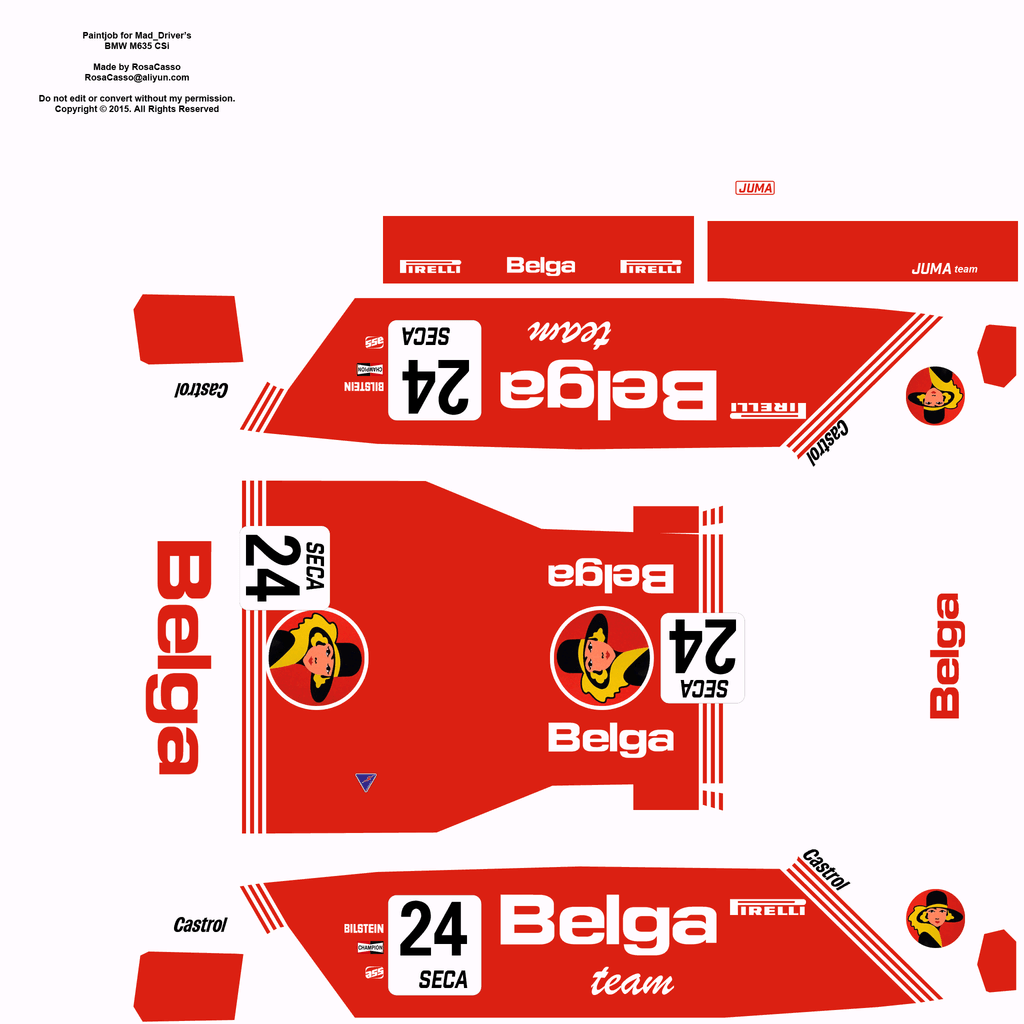 Paintjob for Mad_Driver's
BMW M635 CSi
Made by RosaCasso
RosaCasso@aliyun.com
Do not edit or convert without my permission.
Copyright © 2015. All Rights Reserved
JUMA
PIRELLI Belga PIRELLI
JUMA team
SECA
24
team
Belga
PIRELLI
ass
CHAMPION
BILSTEIN
Castrol
Castrol
24
SECA
Belga
Belga
24
SECA
Belga
Belga
Castrol
Castrol
BILSTEIN
CHAMPION
ass
24
SECA
Belga
team
PIRELLI